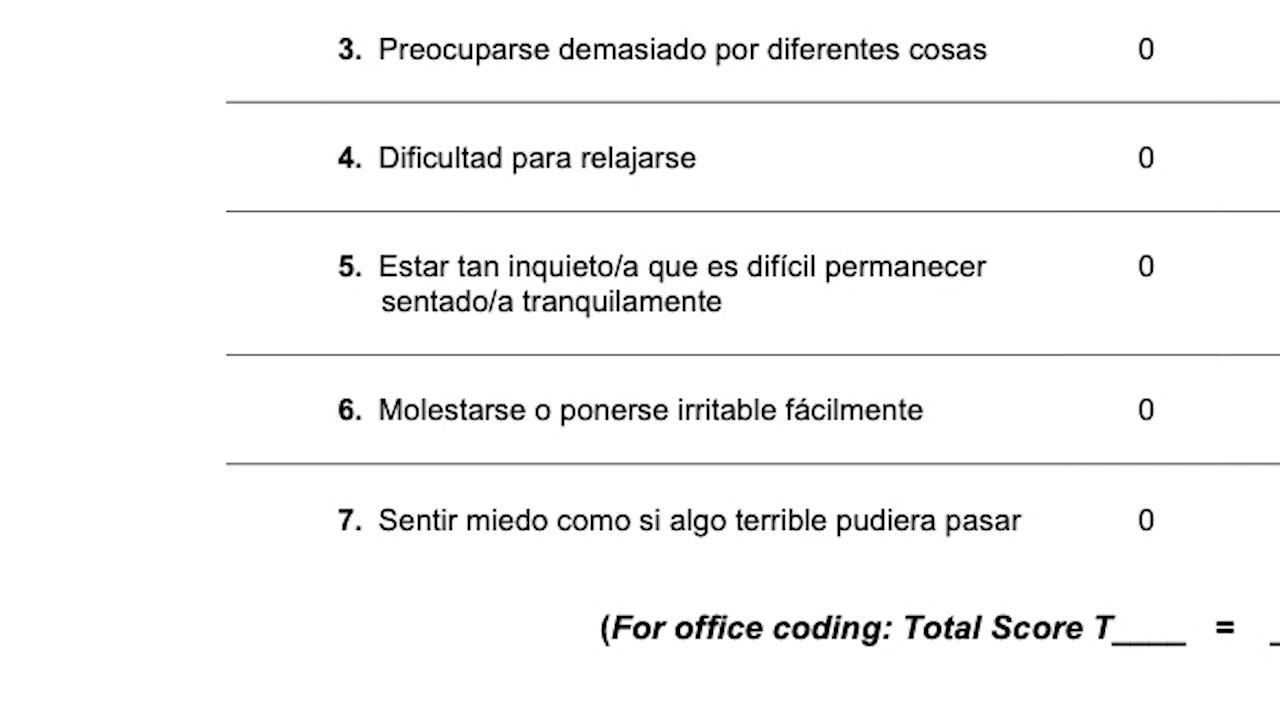 3. Preocuparse demasiado por diferentes cosas 0
4. Dificultad para relajarse 0
5. Estar tan inquieto/a que es difícil permanecer 0
sentado/a tranquilamente
6. Molestarse o ponerse irritable fácilmente 0
7. Sentir miedo como si algo terrible pudiera pasar 0
(For office coding: Total Score T____ = _